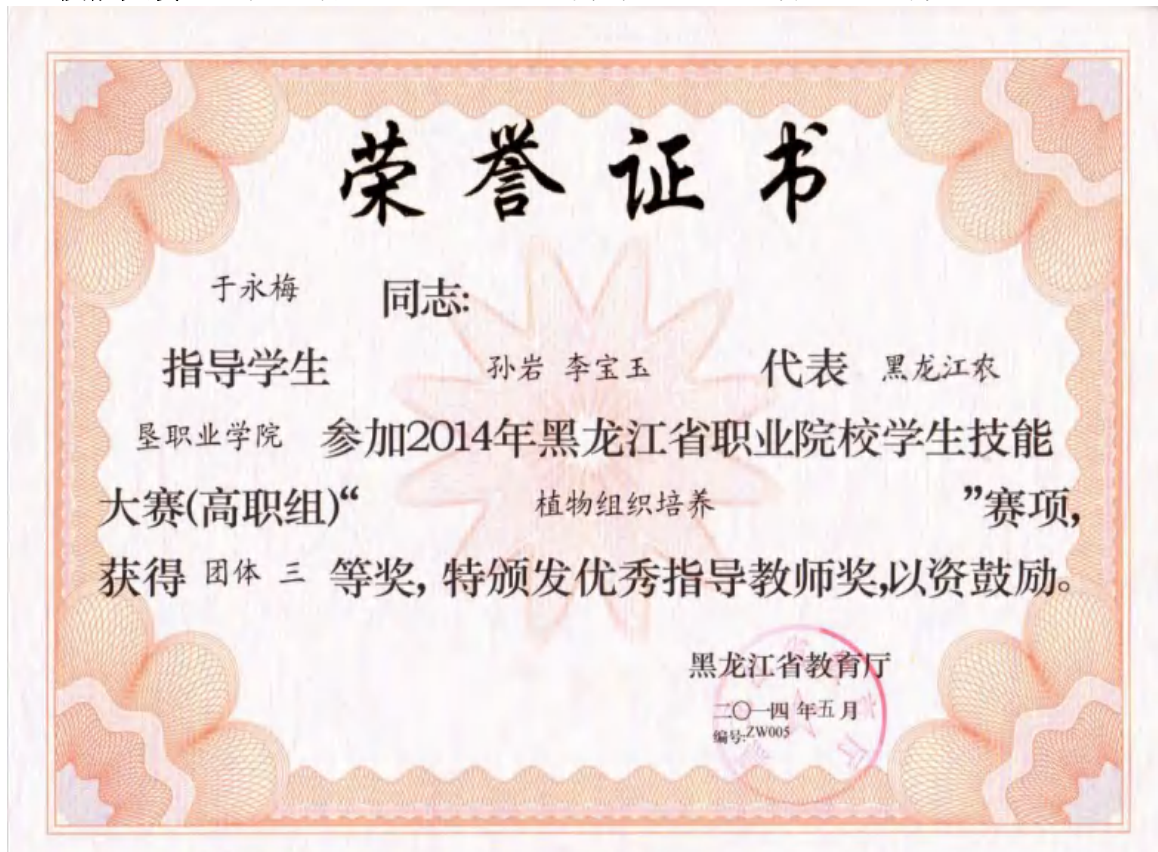 荣誉证书
于永梅 同志:
指导学生 孙岩 李宝玉 代表 黑龙江农
垦职业学院 参加2014年黑龙江省职业院校学生技能
大赛(高职组)“ 植物组织培养 ”赛项,
获得 团体 三 等奖, 特颁发优秀指导教师奖,以资鼓励。
黑龙江省教育厅
二〇一四 年五 月
编号:ZW005